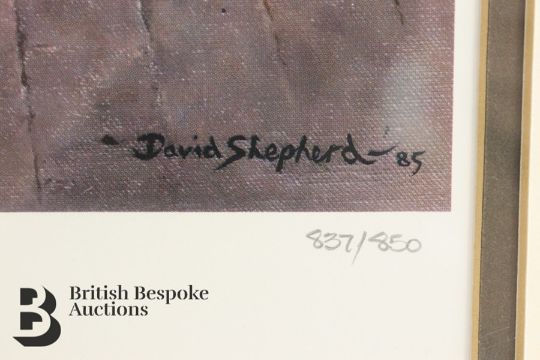 David Shepherd - '85
837/850
British Bespoke
Auctions